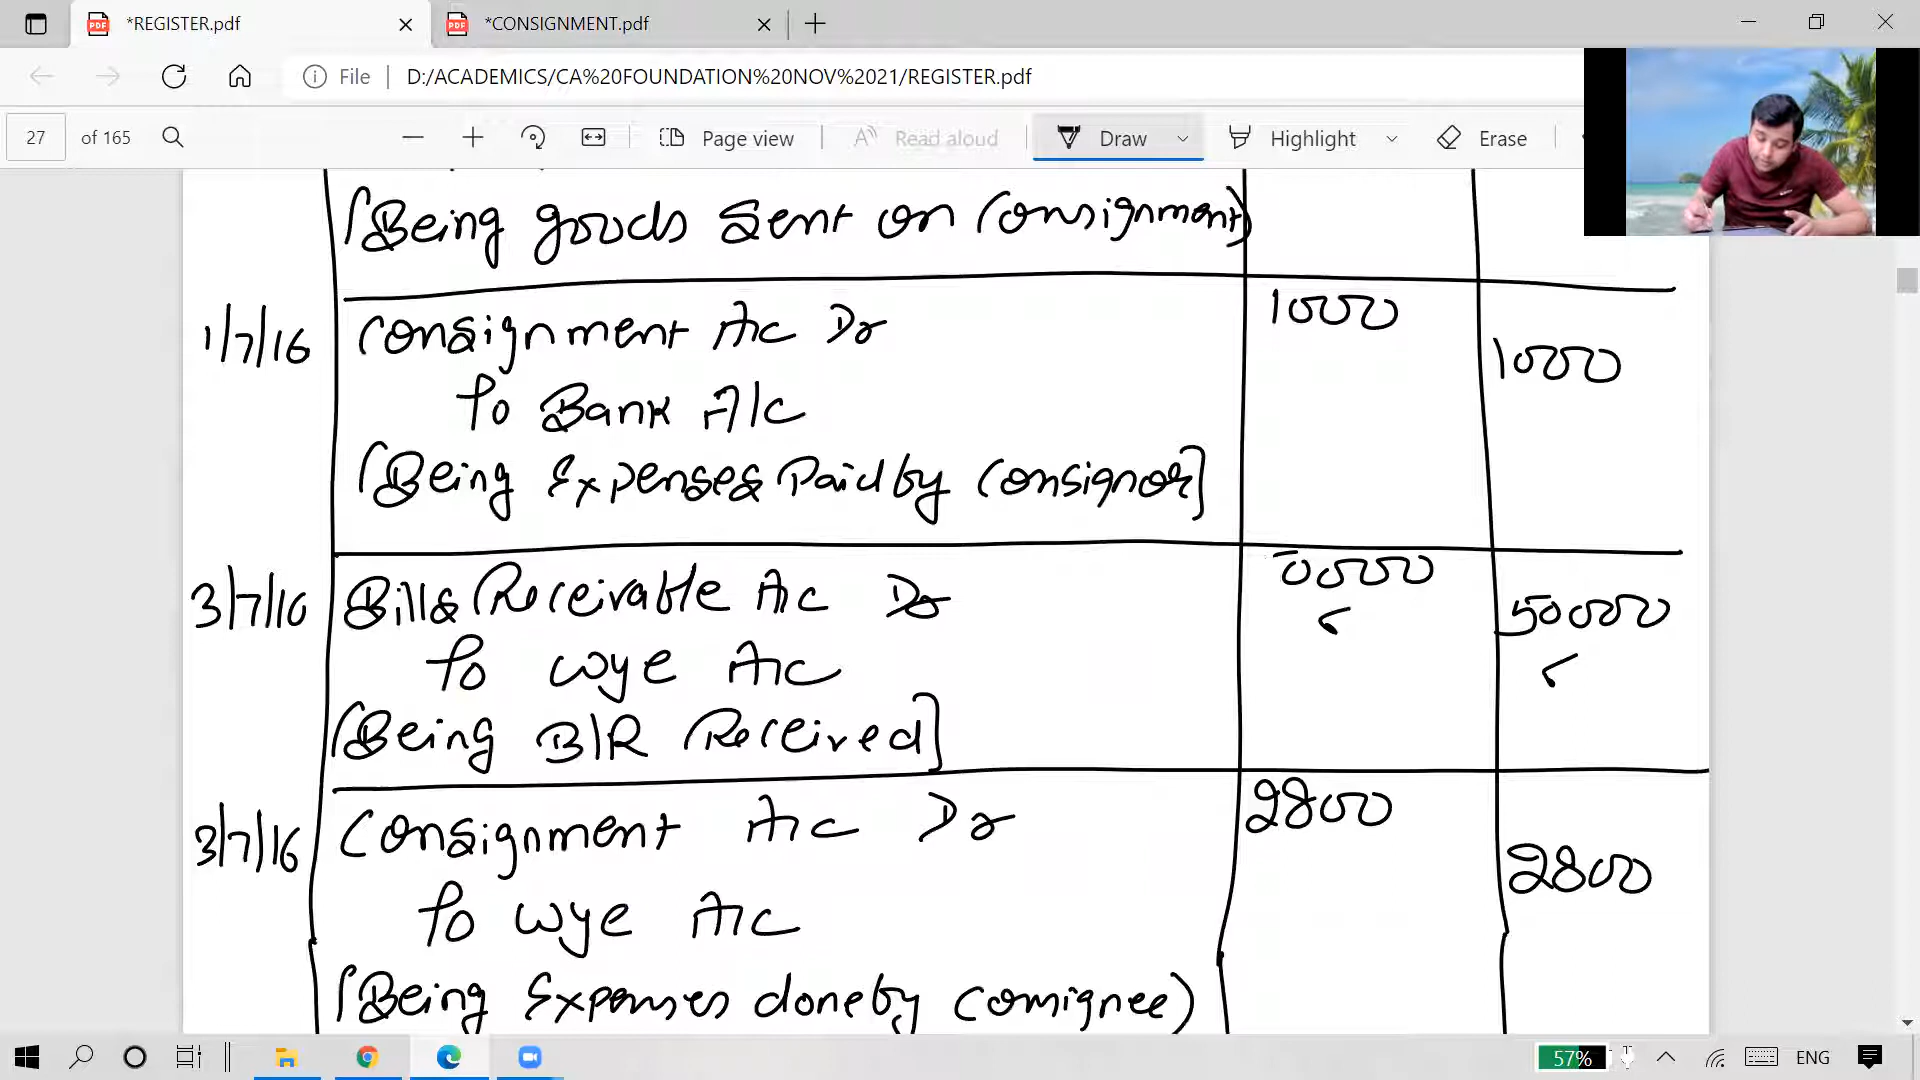 *REGISTER.pdf
*CONSIGNMENT.pdf
File D:/ACADEMICS/CA%20FOUNDATION%20NOV%2021/REGISTER.pdf
27 of 165 Page view Read aloud Draw Highlight Erase
(Being goods sent on Consignment)
1/7/16 Consignment A/c Dr 1000
To Bank A/c 1000
(Being Expenses Paid by Consignor]
3/7/16 Bills Receivable A/c Dr 0000
To Wye A/c 50000
(Being B/R Received]
3/7/16 Consignment A/c Dr 2800
To Wye A/c 2800
(Being Expenses done by Consignee)
57% ENG